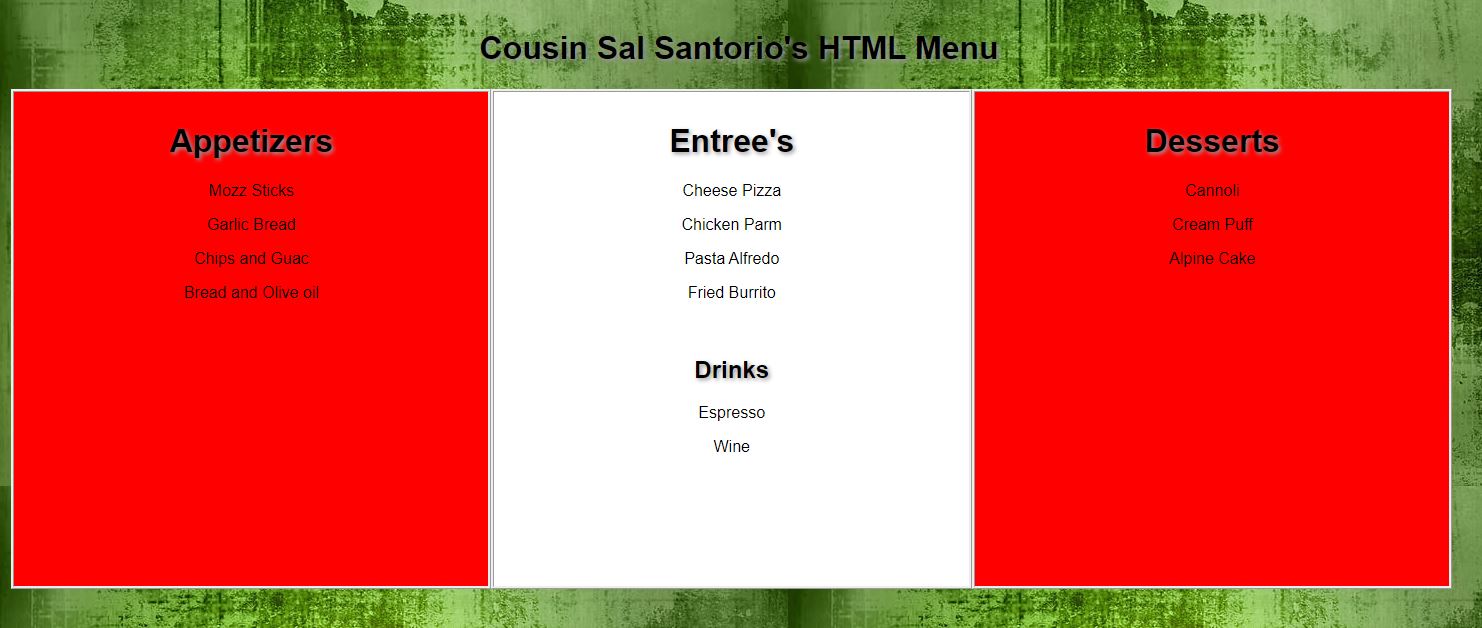 Cousin Sal Santorio's HTML Menu
Appetizers
Mozz Sticks
Garlic Bread
Chips and Guac
Bread and Olive oil
Entree's
Cheese Pizza
Chicken Parm
Pasta Alfredo
Fried Burrito
Drinks
Espresso
Wine
Desserts
Cannoli
Cream Puff
Alpine Cake